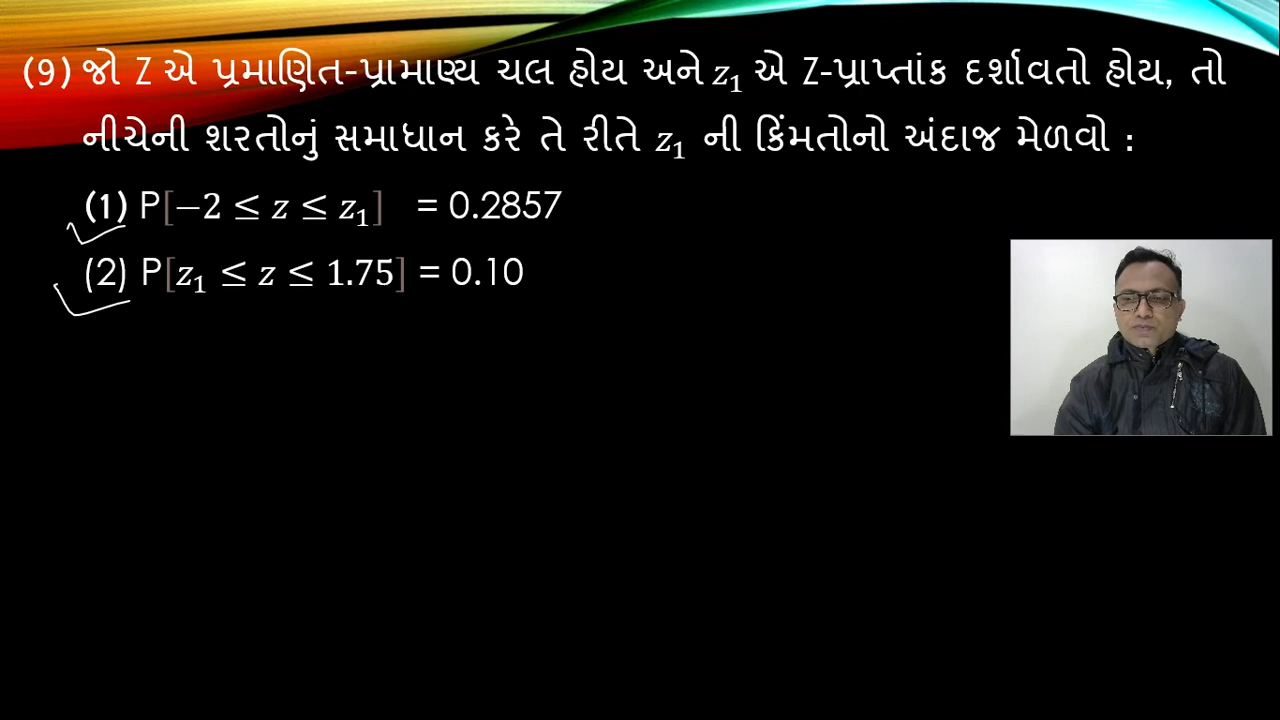 (9) જો Z એ પ્રમાણિત-પ્રામાણ્ય ચલ હોય અને z₁ એ Z-પ્રાપ્તાંક દર્શાવતો હોય, તો
નીચેની શરતોનું સમાધાન કરે તે રીતે z₁ ની કિંમતોનો અંદાજ મેળવો :
(1) P[−2 ≤ z ≤ z₁] = 0.2857
(2) P[z₁ ≤ z ≤ 1.75] = 0.10